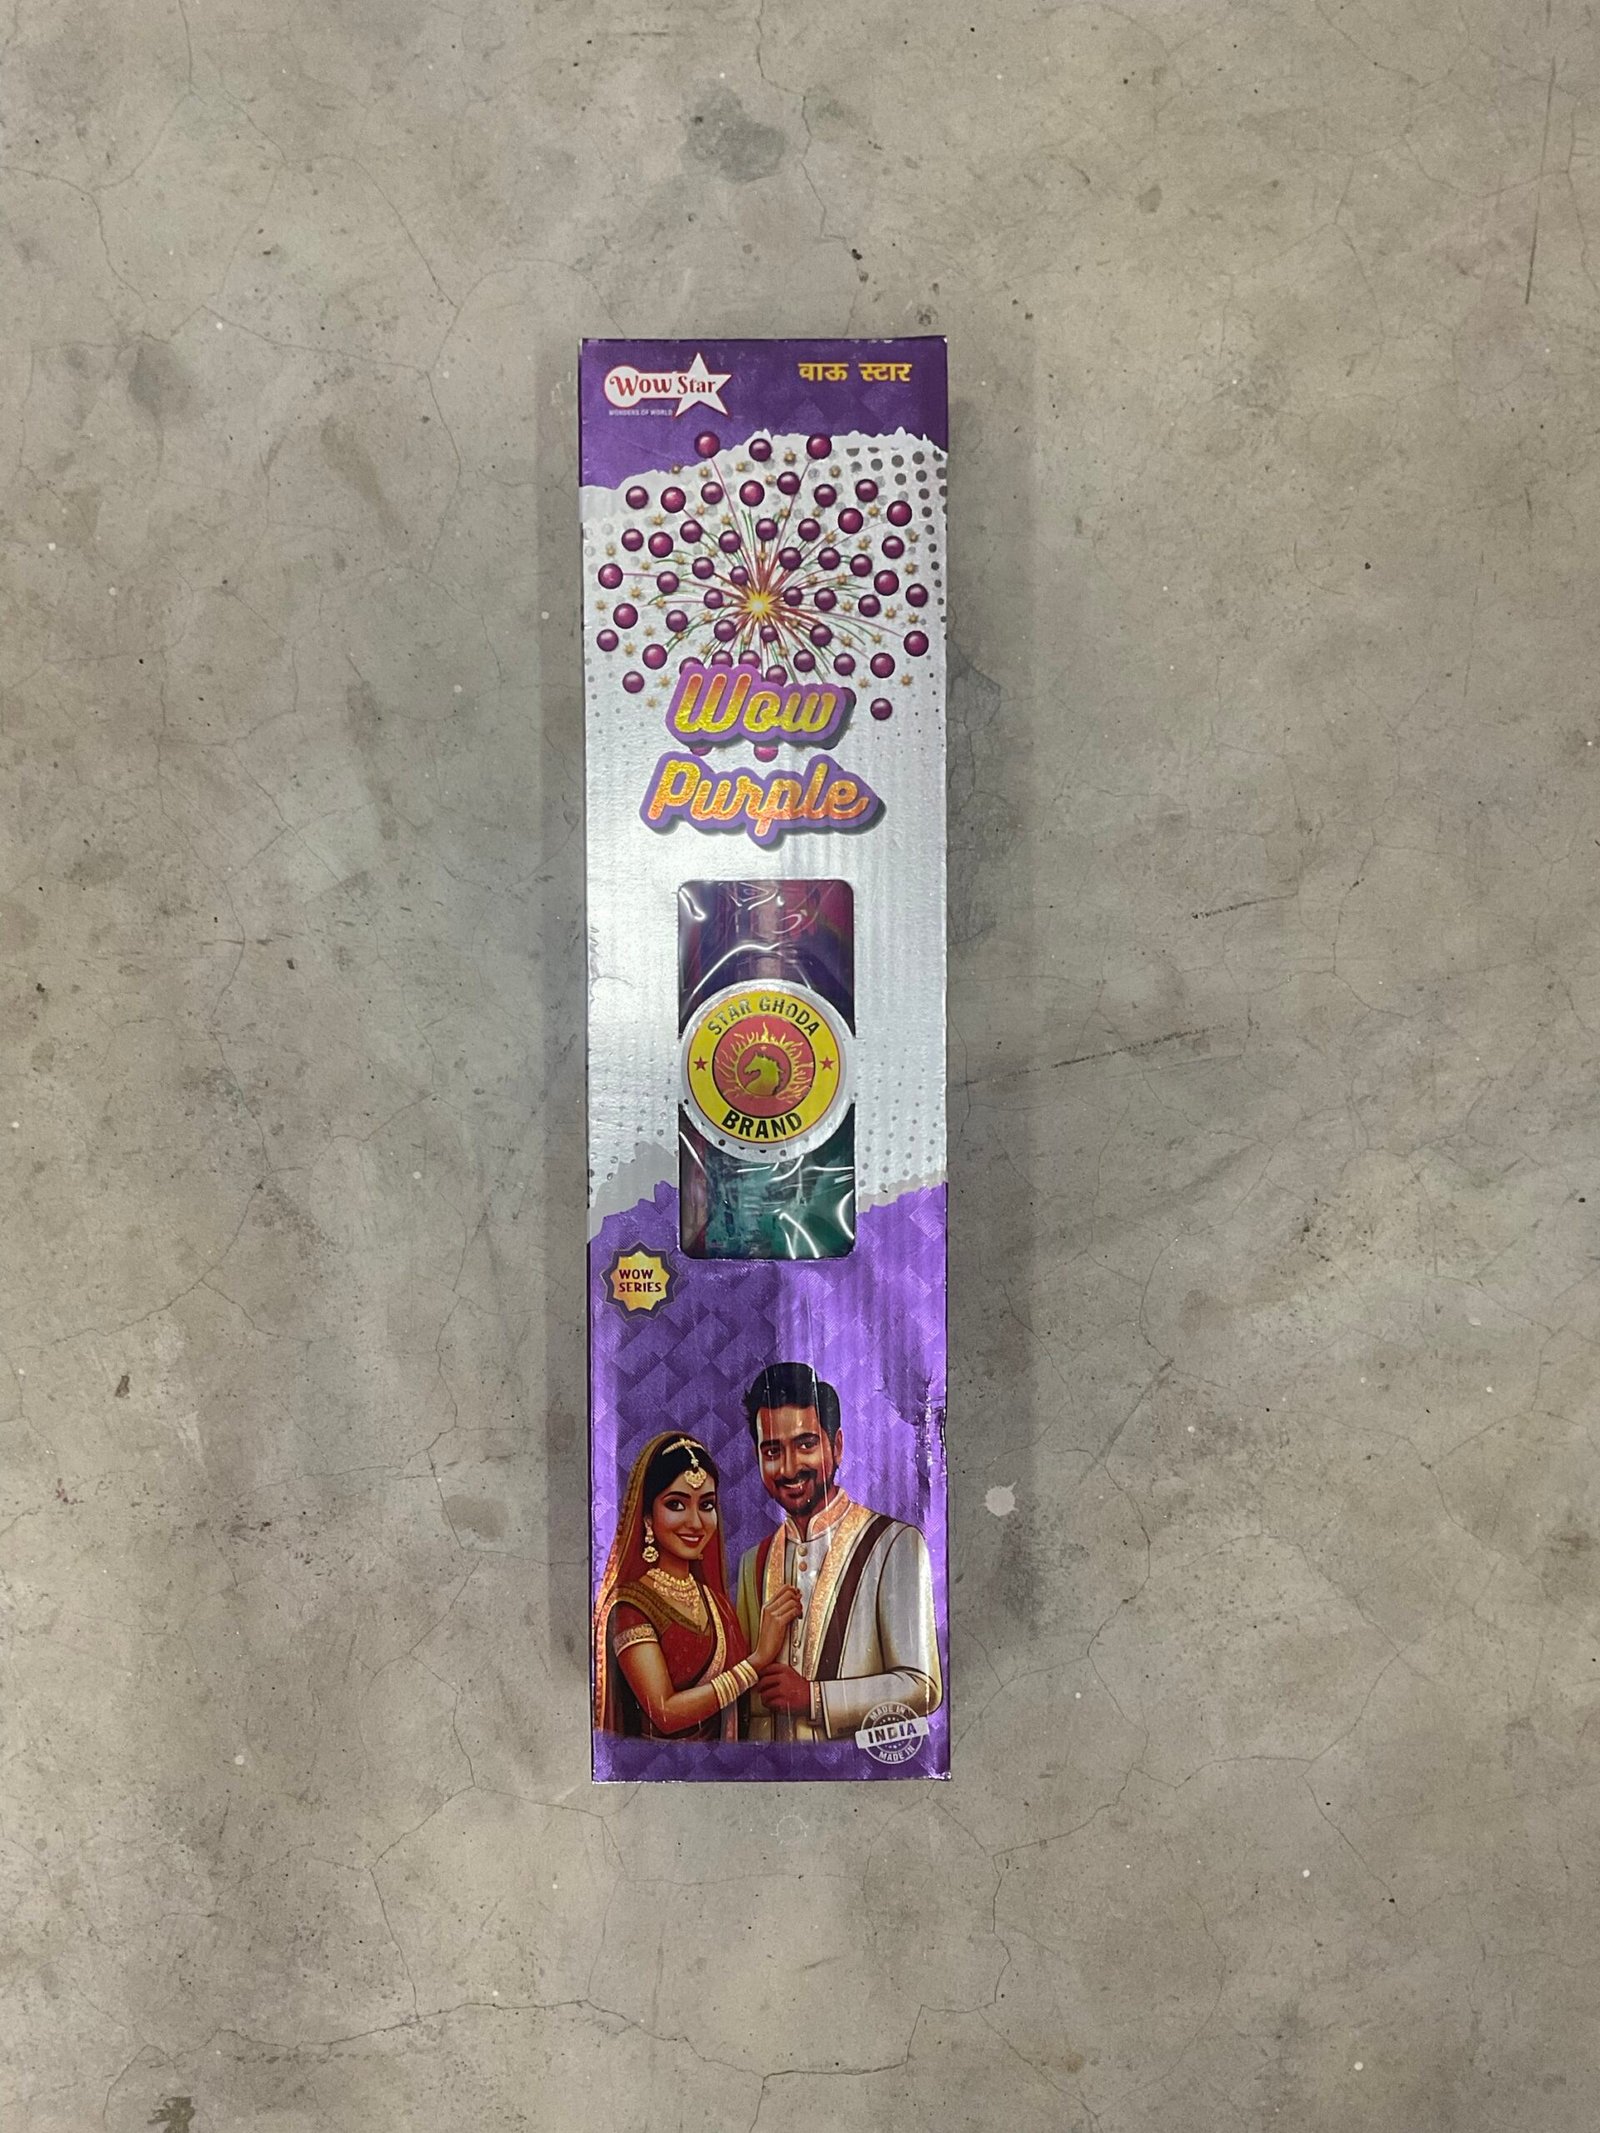 Wow Star
WONDERS OF WORLD
वाऊ स्टार
Wow
Purple
STAR GHODA
BRAND
WOW
SERIES
MADE IN
INDIA
MADE IN